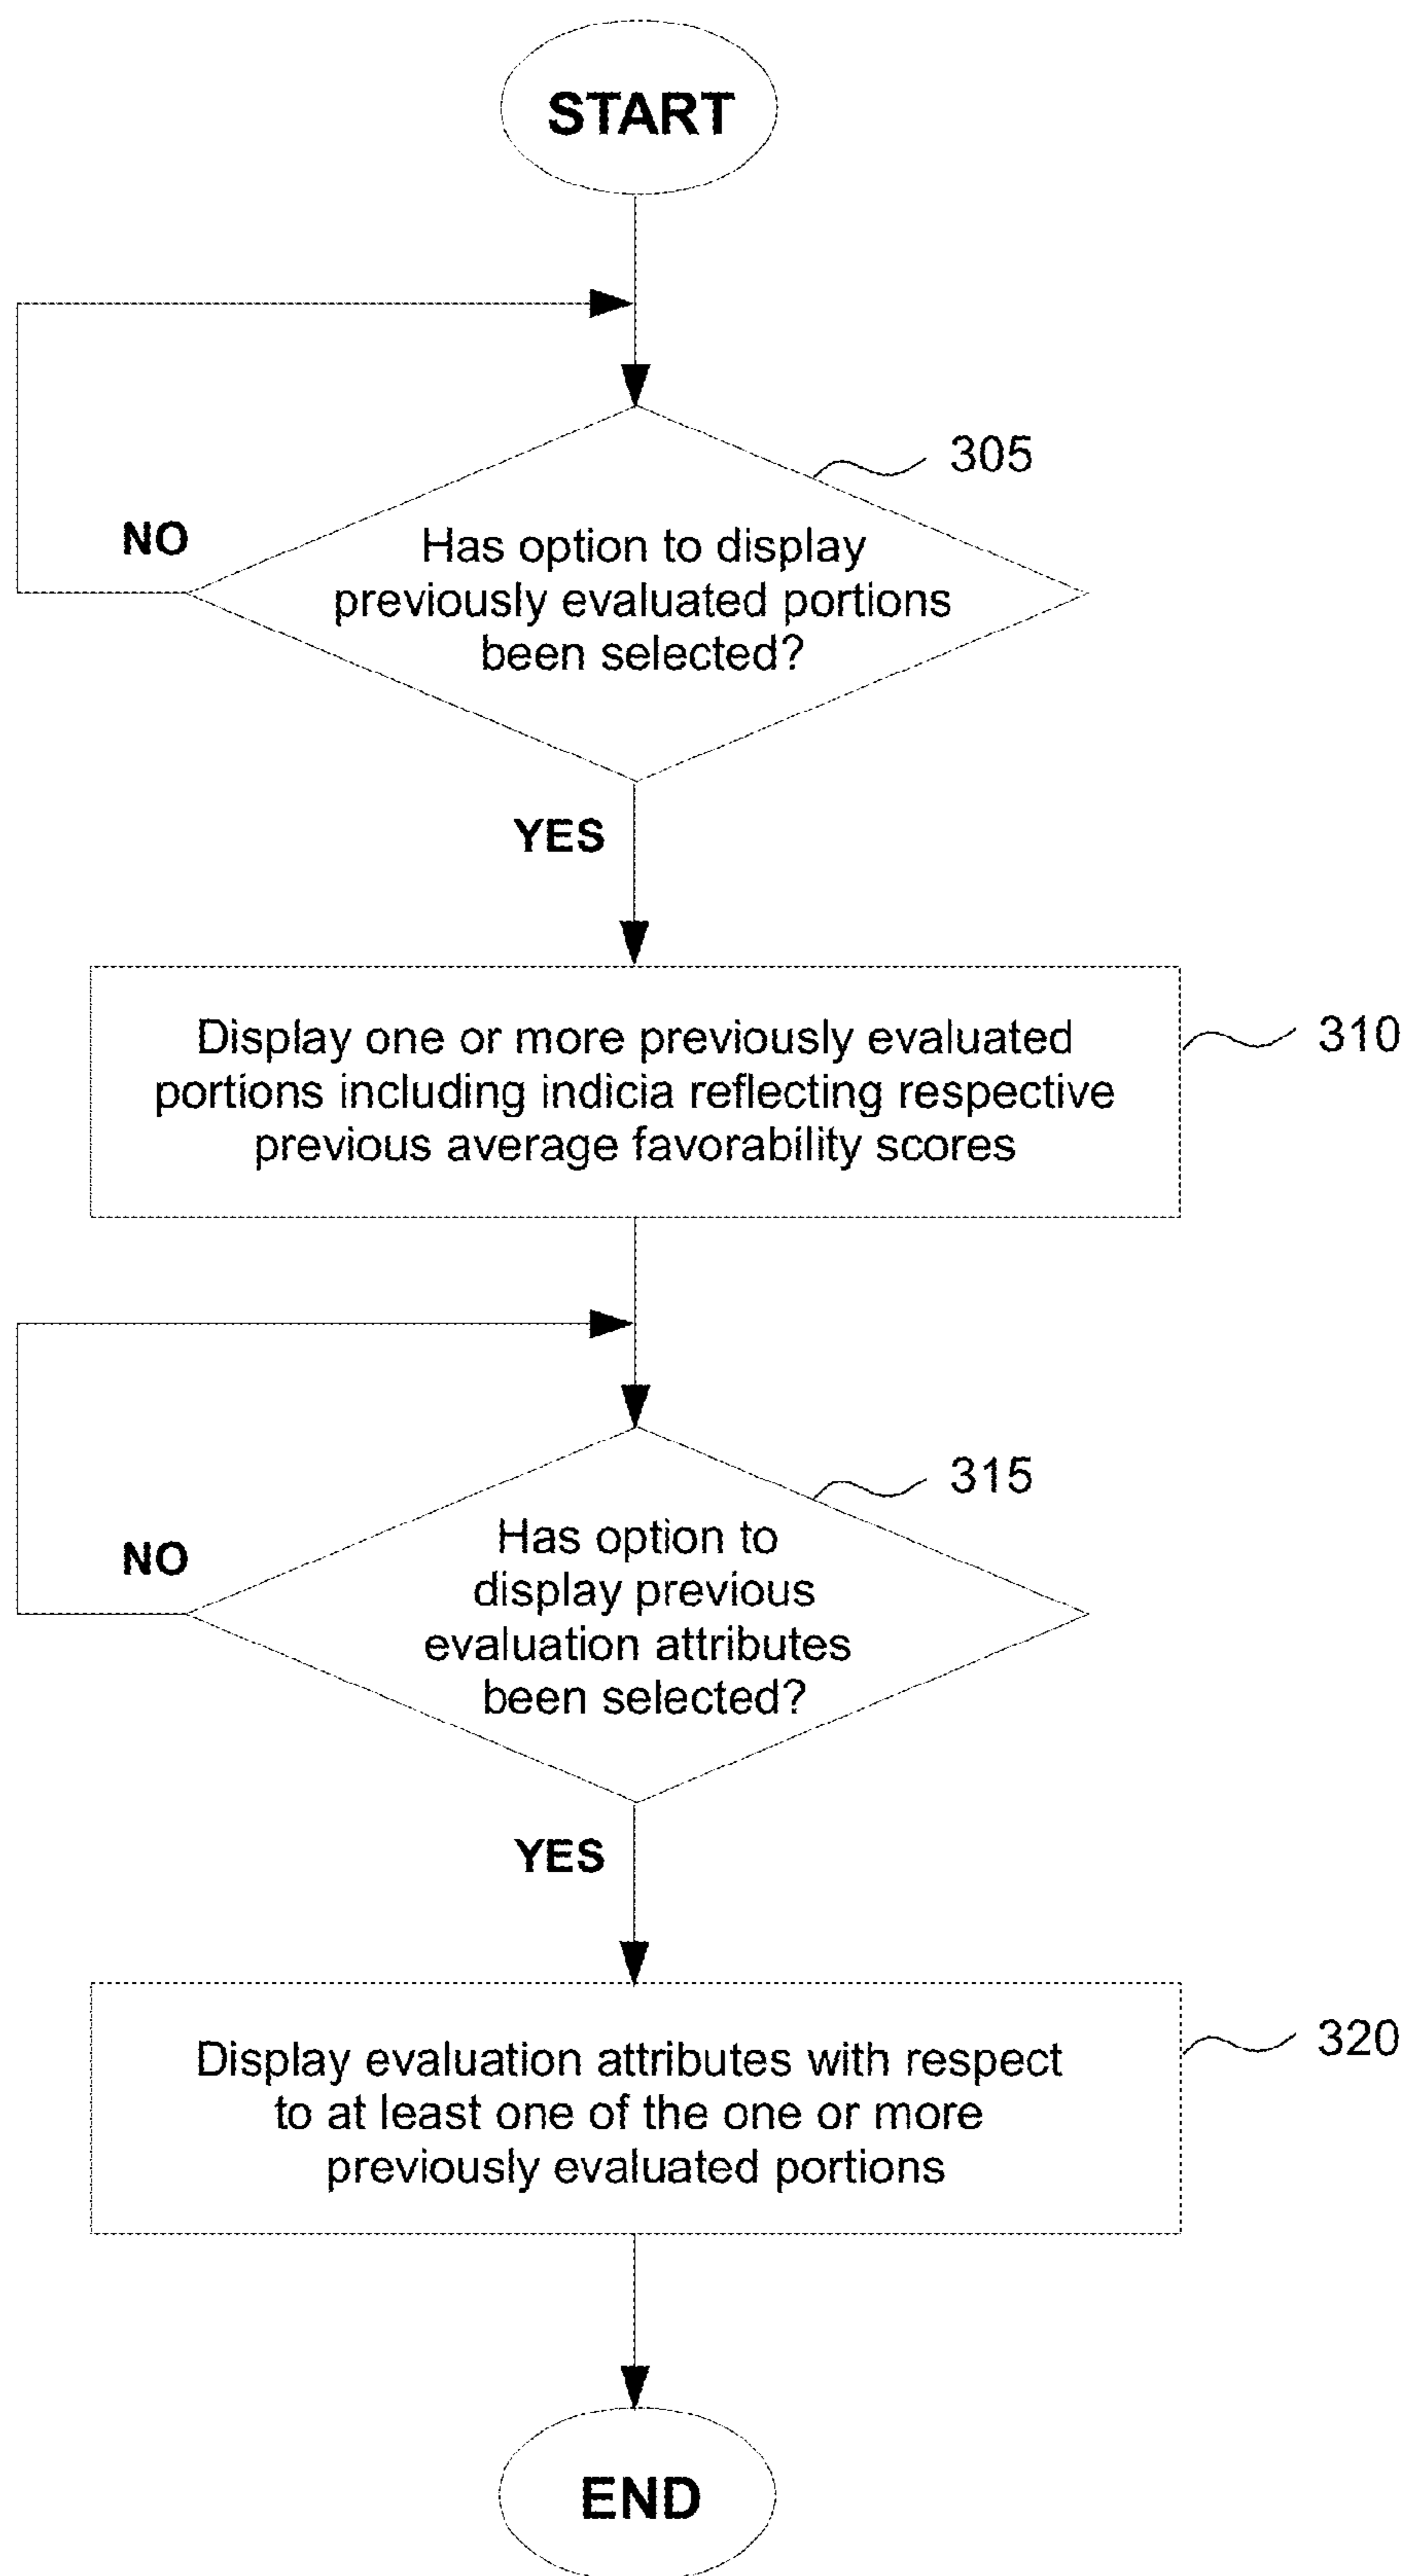 START
305
NO
Has option to display
previously evaluated portions
been selected?
YES
Display one or more previously evaluated
portions including indicia reflecting respective
previous average favorability scores
310
315
NO
Has option to
display previous
evaluation attributes
been selected?
YES
Display evaluation attributes with respect
to at least one of the one or more
previously evaluated portions
320
END